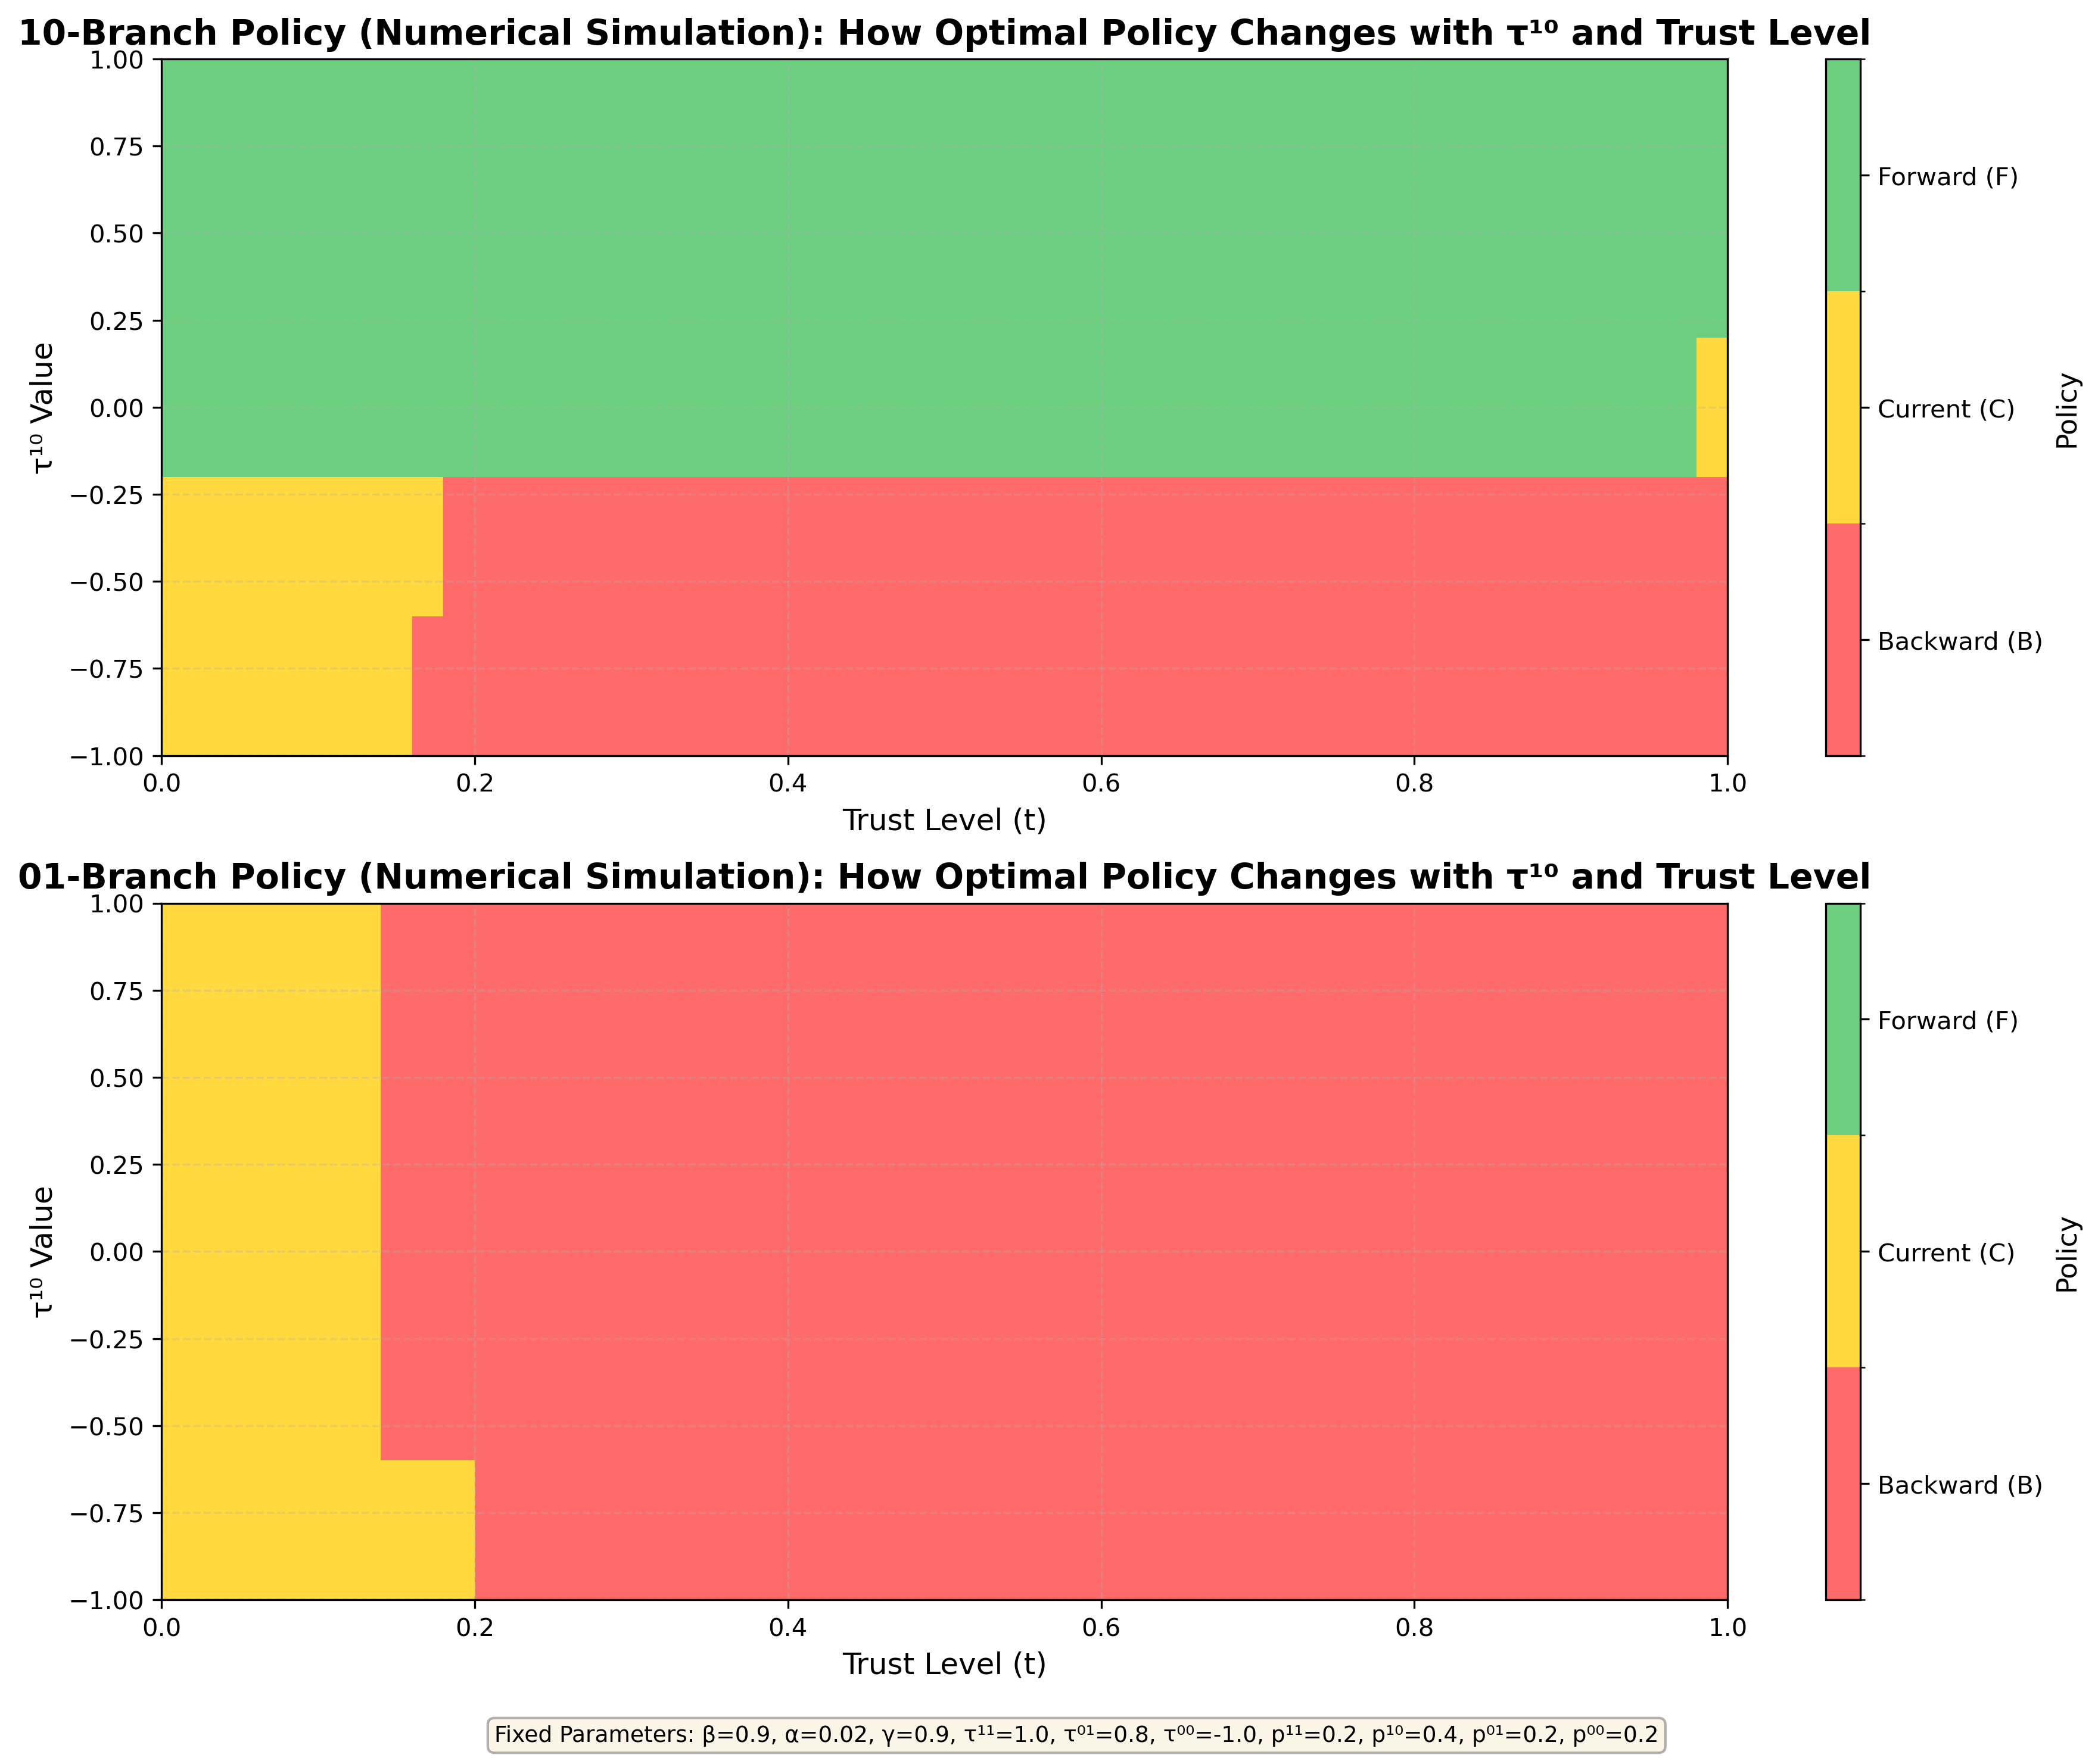 10-Branch Policy (Numerical Simulation): How Optimal Policy Changes with τ¹⁰ and Trust Level
1.00
0.75
0.50
0.25
0.00
−0.25
−0.50
−0.75
−1.00
τ¹⁰ Value
0.0 0.2 0.4 0.6 0.8 1.0
Trust Level (t)
Forward (F)
Current (C)
Backward (B)
Policy
01-Branch Policy (Numerical Simulation): How Optimal Policy Changes with τ¹⁰ and Trust Level
1.00
0.75
0.50
0.25
0.00
−0.25
−0.50
−0.75
−1.00
τ¹⁰ Value
0.0 0.2 0.4 0.6 0.8 1.0
Trust Level (t)
Forward (F)
Current (C)
Backward (B)
Policy
Fixed Parameters: β=0.9, α=0.02, γ=0.9, τ¹¹=1.0, τ⁰¹=0.8, τ⁰⁰=-1.0, p¹¹=0.2, p¹⁰=0.4, p⁰¹=0.2, p⁰⁰=0.2